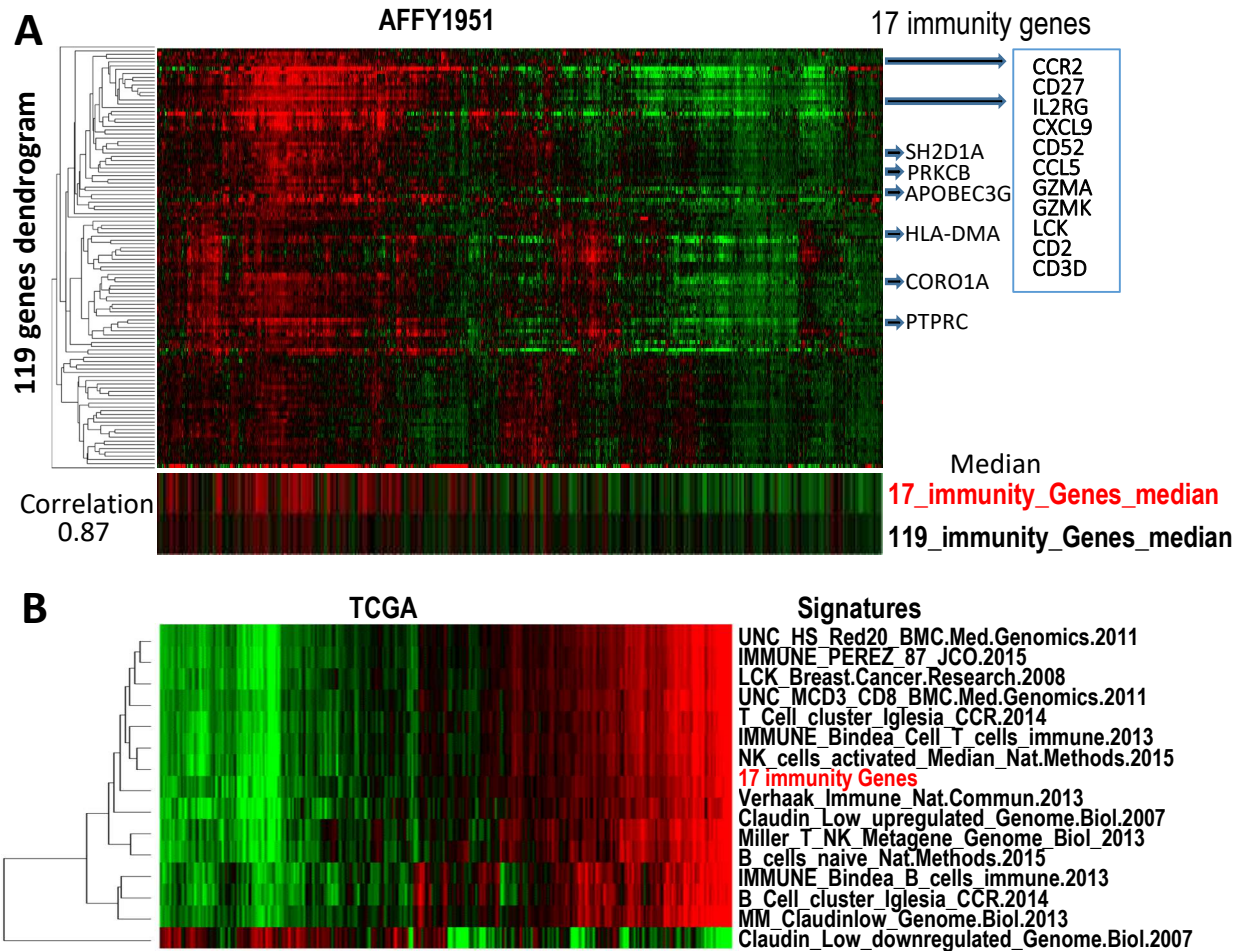 A
AFFY1951
17 immunity genes
119 genes dendrogram
CCR2
CD27
IL2RG
CXCL9
CD52
CCL5
GZMA
GZMK
LCK
CD2
CD3D
SH2D1A
PRKCB
APOBEC3G
HLA-DMA
CORO1A
PTPRC
Median
Correlation
0.87
17_immunity_Genes_median
119_immunity_Genes_median
B
TCGA
Signatures
UNC_HS_Red20_BMC.Med.Genomics.2011
IMMUNE_PEREZ_87_JCO.2015
LCK_Breast.Cancer.Research.2008
UNC_MCD3_CD8_BMC.Med.Genomics.2011
T_Cell_cluster_Iglesia_CCR.2014
IMMUNE_Bindea_Cell_T_cells_immune.2013
NK_cells_activated_Median_Nat.Methods.2015
17 immunity Genes
Verhaak_Immune_Nat.Commun.2013
Claudin_Low_upregulated_Genome.Biol.2007
Miller_T_NK_Metagene_Genome_Biol_2013
B_cells_naive_Nat.Methods.2015
IMMUNE_Bindea_B_cells_immune.2013
B_Cell_cluster_Iglesia_CCR.2014
MM_Claudinlow_Genome.Biol.2013
Claudin_Low_downregulated_Genome.Biol.2007